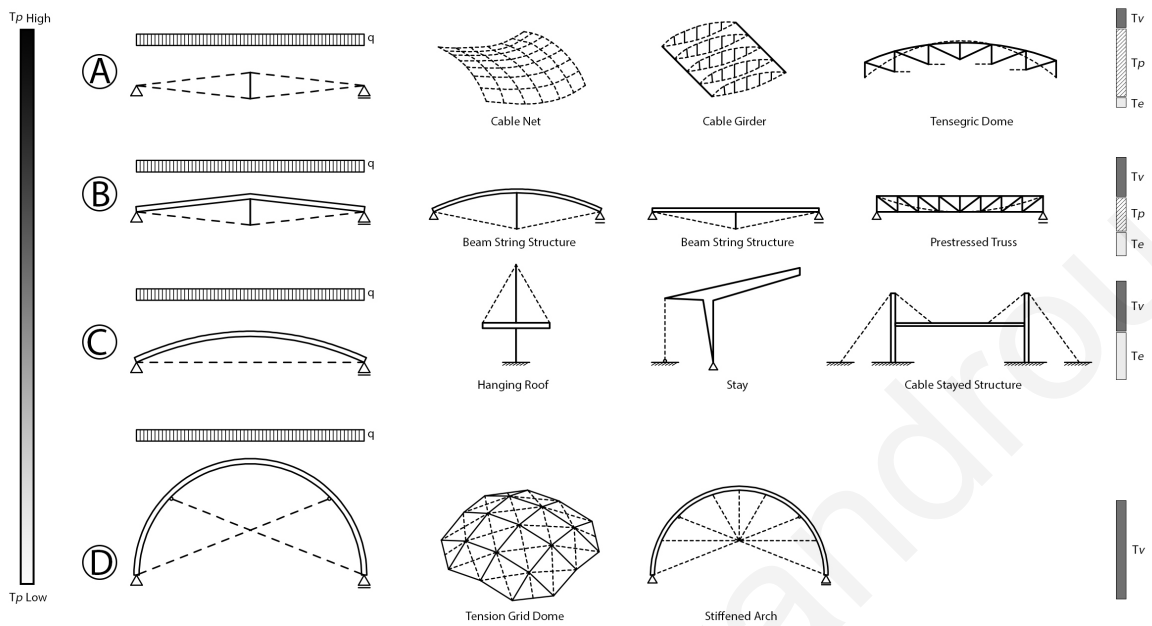 Tp High
A
q
Cable Net
Cable Girder
Tensegric Dome
Tv
Tp
Te
B
q
Beam String Structure
Beam String Structure
Prestressed Truss
Tv
Tp
Te
C
q
Hanging Roof
Stay
Cable Stayed Structure
Tv
Te
D
q
Tension Grid Dome
Stiffened Arch
Tv
Tp Low
androu